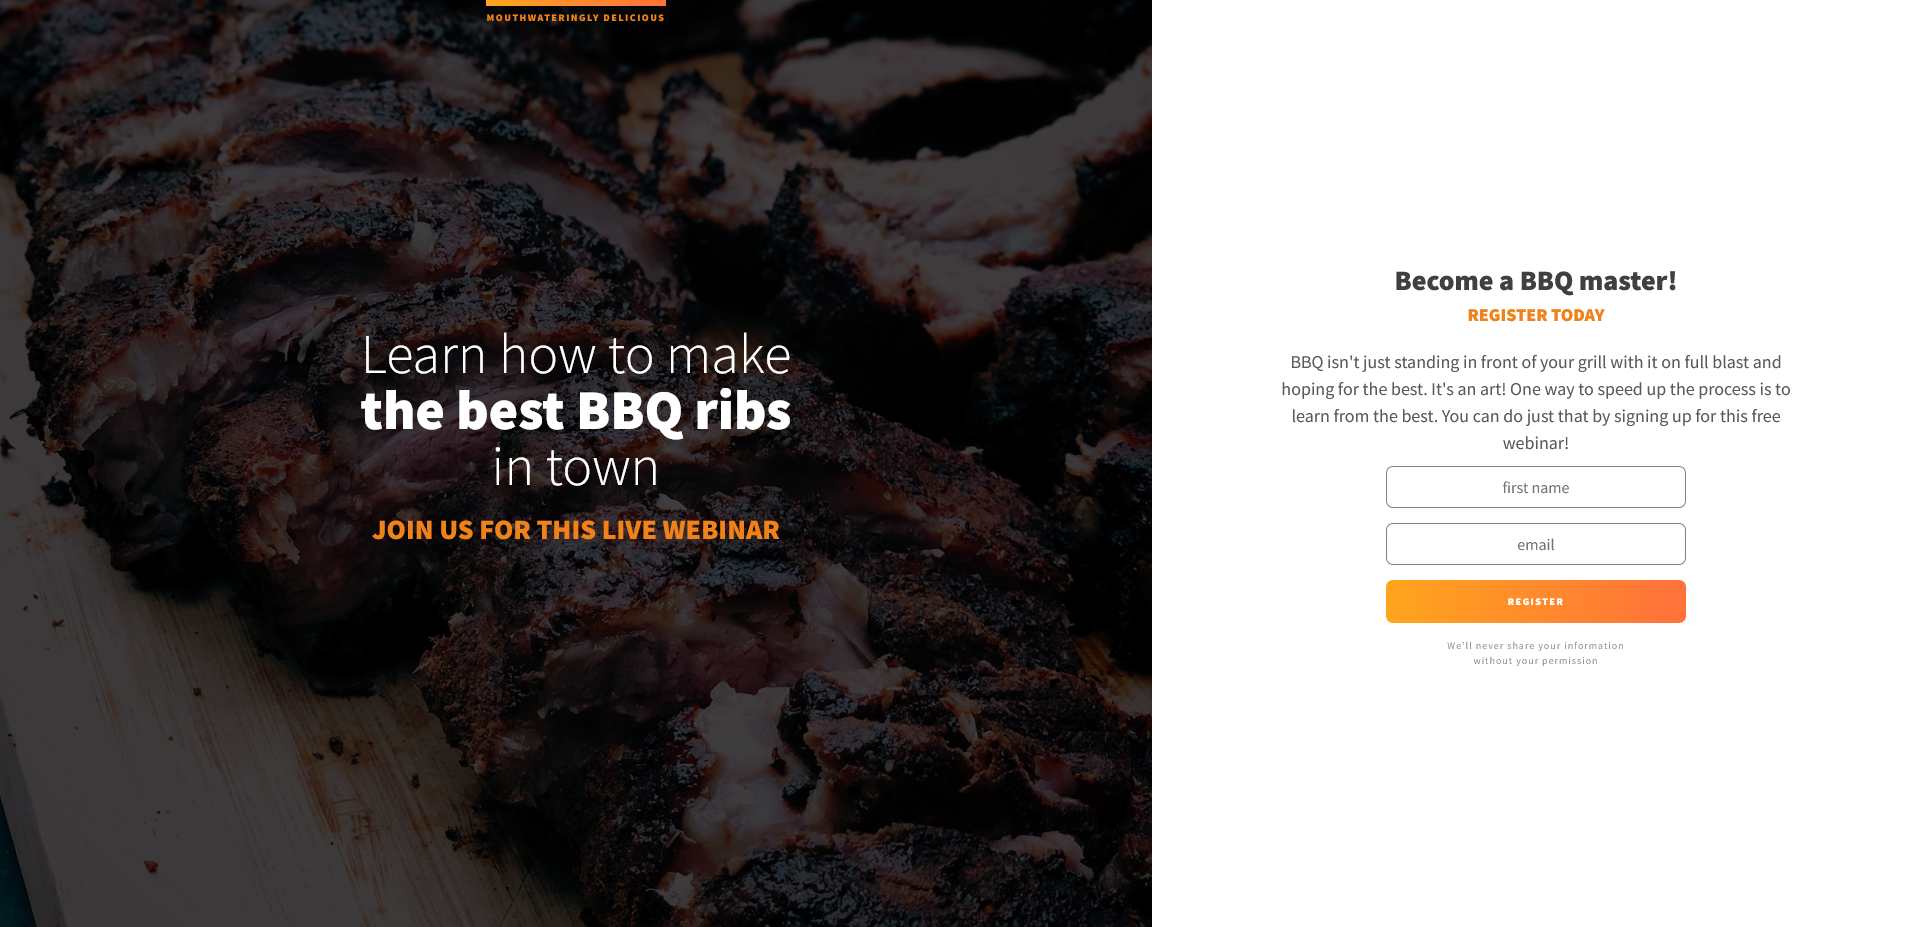 MOUTHWATERINGLY DELICIOUS
Learn how to make
the best BBQ ribs
in town
JOIN US FOR THIS LIVE WEBINAR
Become a BBQ master!
REGISTER TODAY
BBQ isn't just standing in front of your grill with it on full blast and
hoping for the best. It's an art! One way to speed up the process is to
learn from the best. You can do just that by signing up for this free
webinar!
first name
email
REGISTER
We'll never share your information
without your permission